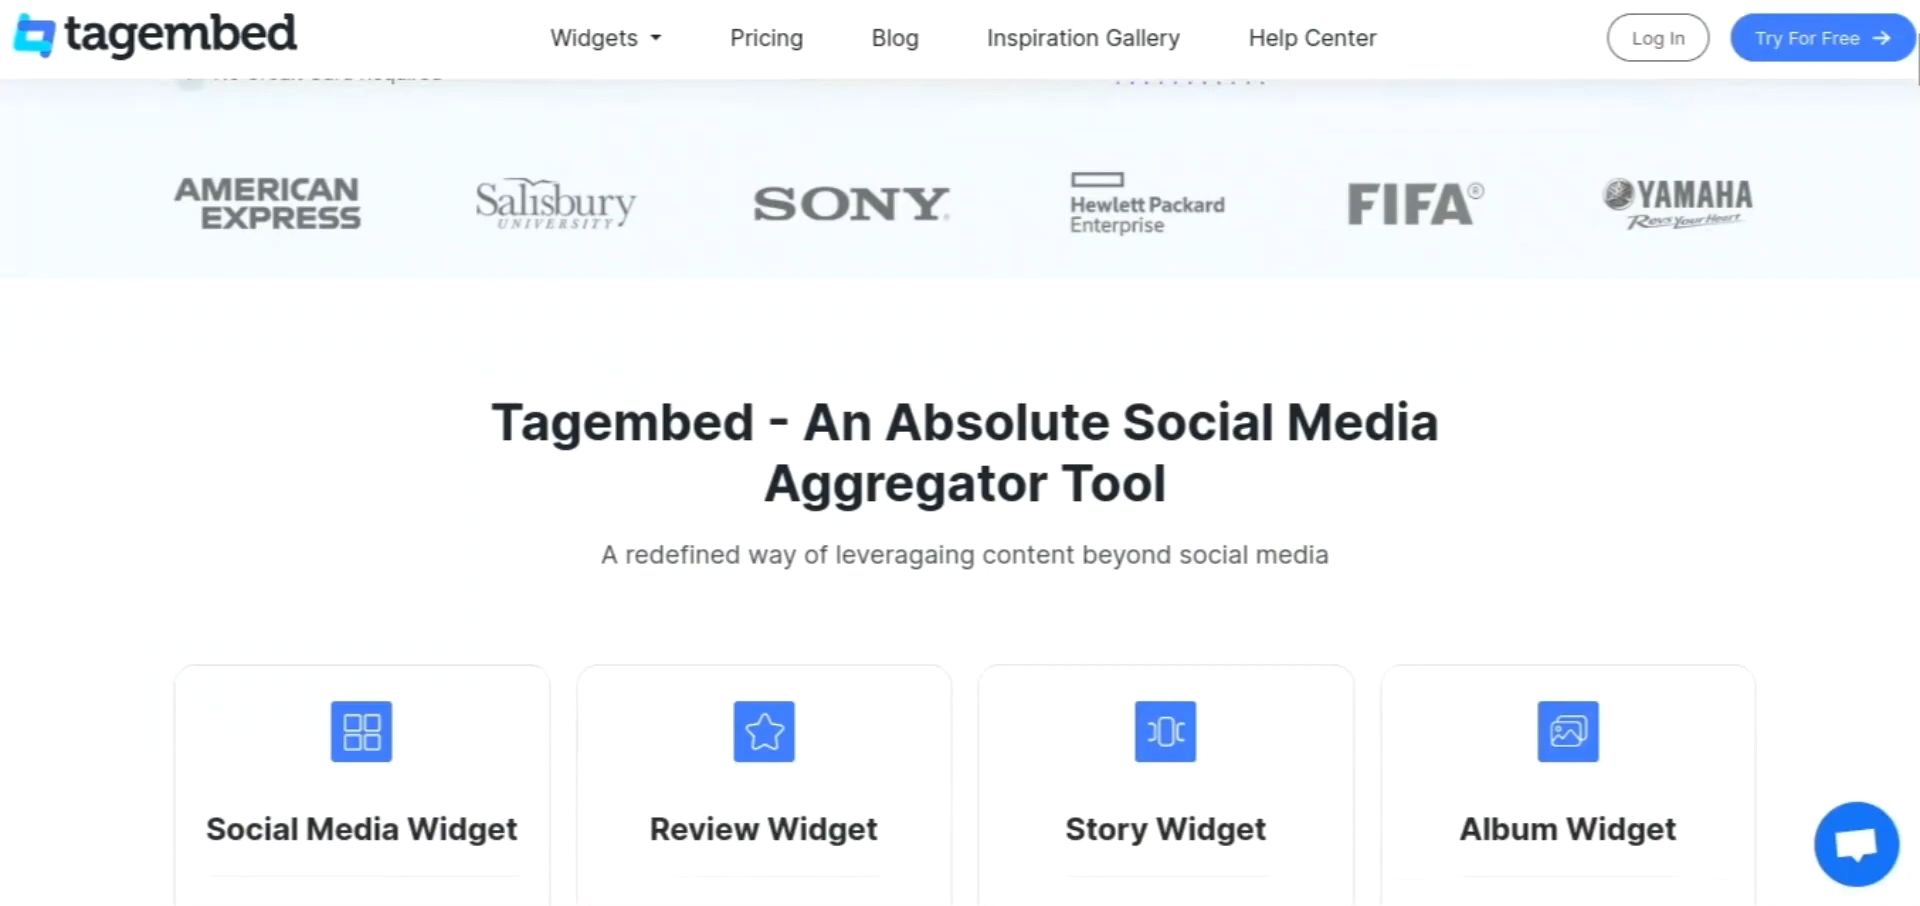 tagembed
Widgets
Pricing
Blog
Inspiration Gallery
Help Center
Log In
Try For Free
AMERICAN
EXPRESS
Salisbury
UNIVERSITY
SONY
Hewlett Packard
Enterprise
FIFA®
YAMAHA
Revs Your Heart
Tagembed - An Absolute Social Media
Aggregator Tool
A redefined way of leveragaing content beyond social media
Social Media Widget
Review Widget
Story Widget
Album Widget